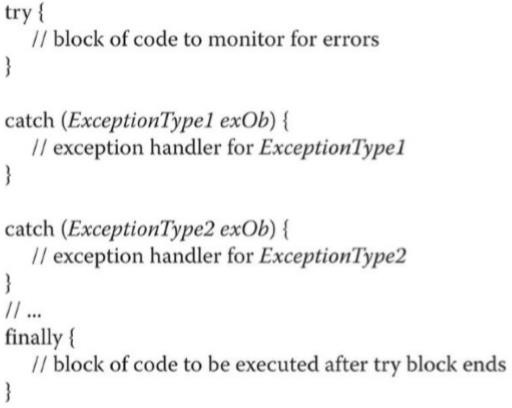 try {
// block of code to monitor for errors
}
catch (ExceptionType1 exOb) {
// exception handler for ExceptionType1
}
catch (ExceptionType2 exOb) {
// exception handler for ExceptionType2
}
// ...
finally {
// block of code to be executed after try block ends
}